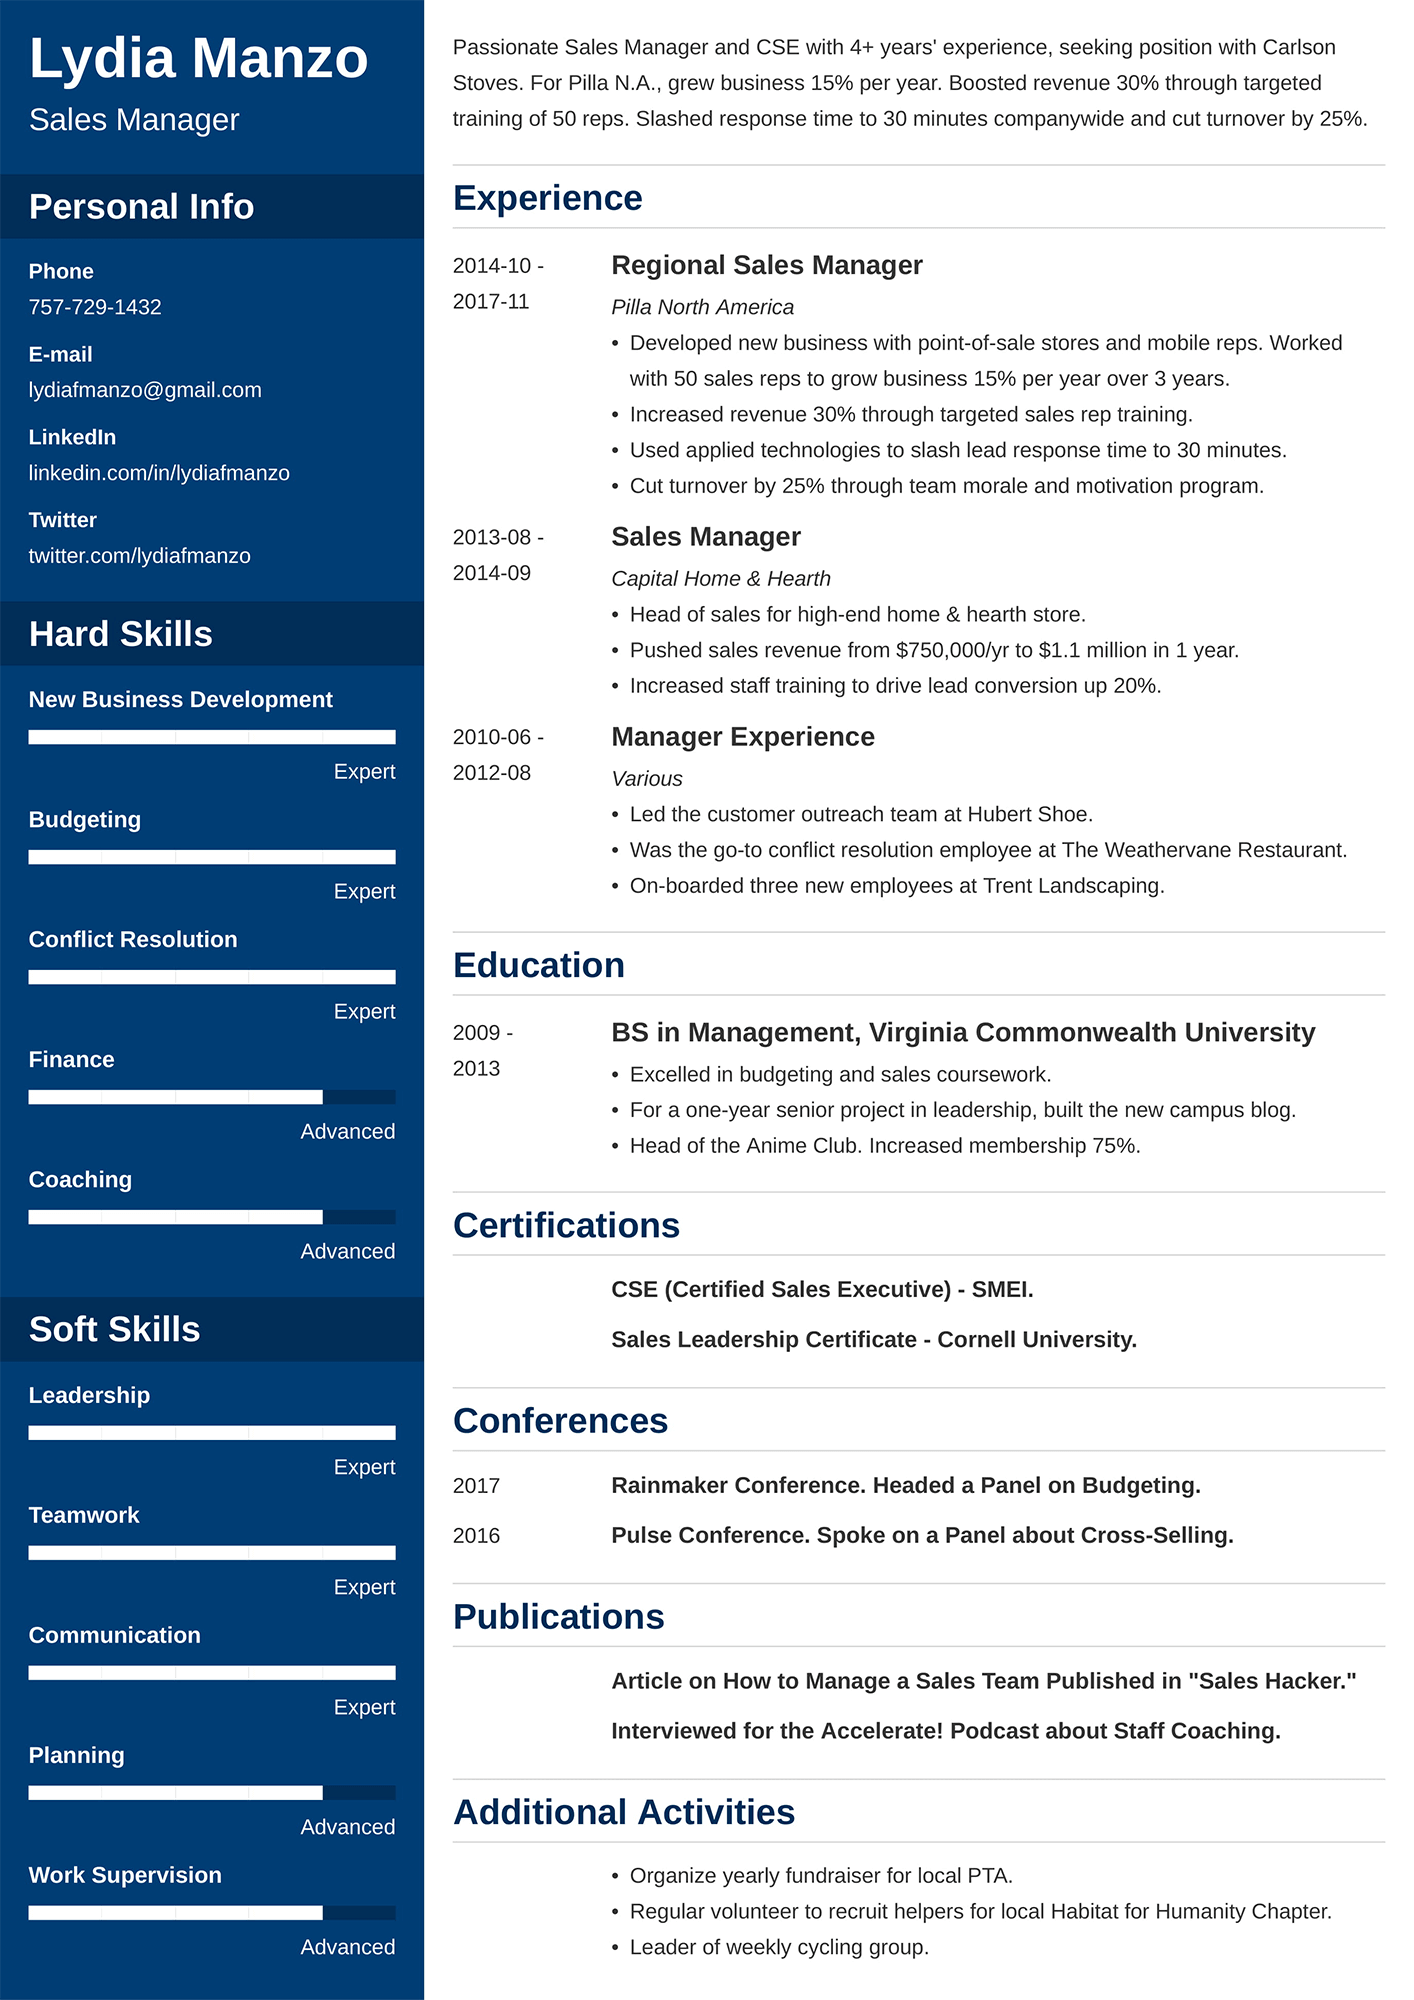 Lydia Manzo
Sales Manager
Personal Info
Phone
757-729-1432
E-mail
lydiafmanzo@gmail.com
LinkedIn
linkedin.com/in/lydiafmanzo
Twitter
twitter.com/lydiafmanzo
Hard Skills
New Business Development
Expert
Budgeting
Expert
Conflict Resolution
Expert
Finance
Advanced
Coaching
Advanced
Soft Skills
Leadership
Expert
Teamwork
Expert
Communication
Expert
Planning
Advanced
Work Supervision
Advanced
Passionate Sales Manager and CSE with 4+ years' experience, seeking position with Carlson
Stoves. For Pilla N.A., grew business 15% per year. Boosted revenue 30% through targeted
training of 50 reps. Slashed response time to 30 minutes companywide and cut turnover by 25%.
Experience
2014-10 -
2017-11
Regional Sales Manager
Pilla North America
• Developed new business with point-of-sale stores and mobile reps. Worked
with 50 sales reps to grow business 15% per year over 3 years.
• Increased revenue 30% through targeted sales rep training.
• Used applied technologies to slash lead response time to 30 minutes.
• Cut turnover by 25% through team morale and motivation program.
2013-08 -
2014-09
Sales Manager
Capital Home & Hearth
• Head of sales for high-end home & hearth store.
• Pushed sales revenue from $750,000/yr to $1.1 million in 1 year.
• Increased staff training to drive lead conversion up 20%.
2010-06 -
2012-08
Manager Experience
Various
• Led the customer outreach team at Hubert Shoe.
• Was the go-to conflict resolution employee at The Weathervane Restaurant.
• On-boarded three new employees at Trent Landscaping.
Education
2009 -
2013
BS in Management, Virginia Commonwealth University
• Excelled in budgeting and sales coursework.
• For a one-year senior project in leadership, built the new campus blog.
• Head of the Anime Club. Increased membership 75%.
Certifications
CSE (Certified Sales Executive) - SMEI.
Sales Leadership Certificate - Cornell University.
Conferences
2017 Rainmaker Conference. Headed a Panel on Budgeting.
2016 Pulse Conference. Spoke on a Panel about Cross-Selling.
Publications
Article on How to Manage a Sales Team Published in "Sales Hacker."
Interviewed for the Accelerate! Podcast about Staff Coaching.
Additional Activities
• Organize yearly fundraiser for local PTA.
• Regular volunteer to recruit helpers for local Habitat for Humanity Chapter.
• Leader of weekly cycling group.